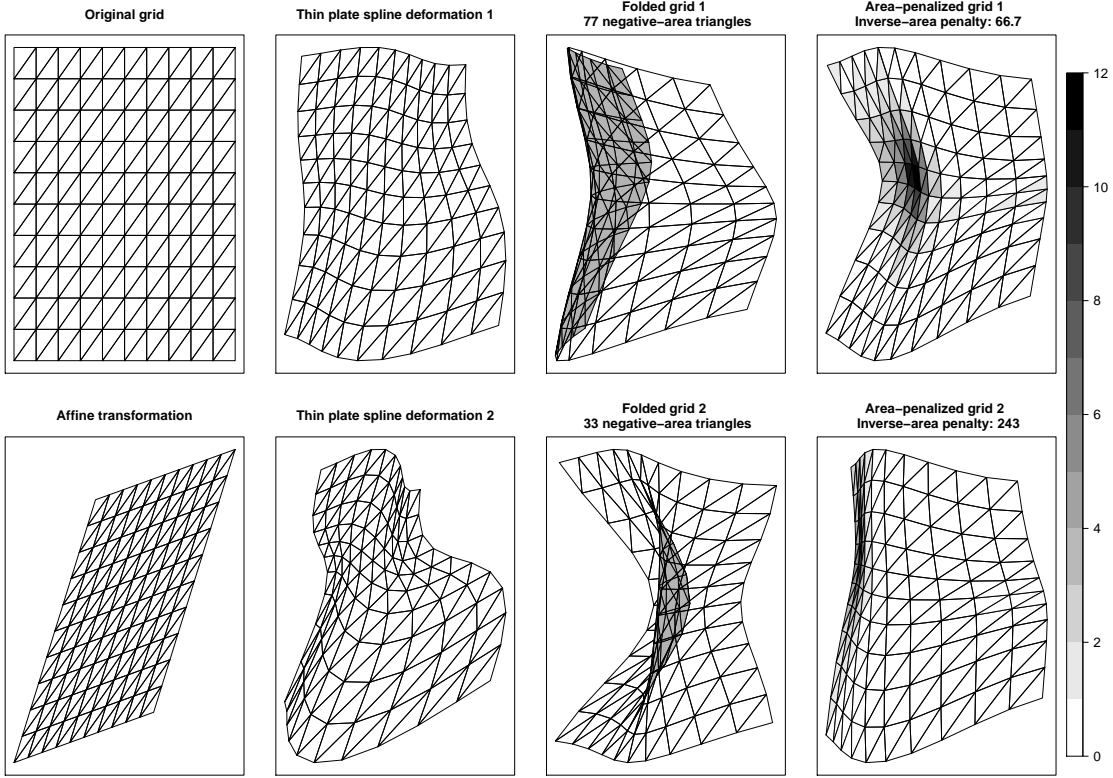 Original grid
Thin plate spline deformation 1
Folded grid 1
77 negative−area triangles
Area−penalized grid 1
Inverse−area penalty: 66.7
Affine transformation
Thin plate spline deformation 2
Folded grid 2
33 negative−area triangles
Area−penalized grid 2
Inverse−area penalty: 243
12
10
8
6
4
2
0